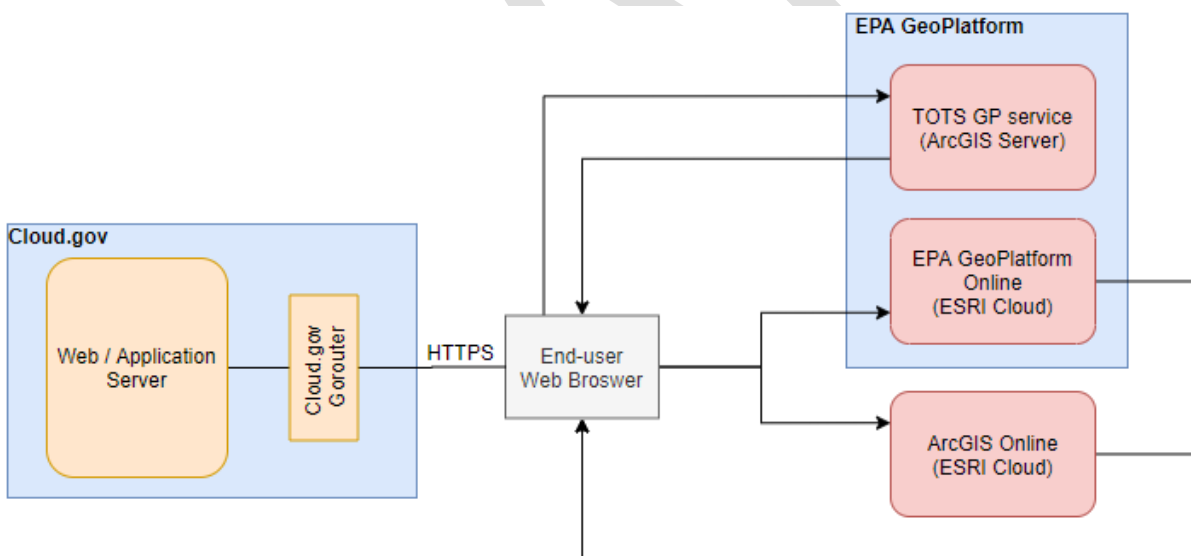 EPA GeoPlatform
TOTS GP service
(ArcGIS Server)
Cloud.gov
EPA GeoPlatform
Online
(ESRI Cloud)
Web / Application
Server
Cloud.gov
Gorouter
HTTPS
End-user
Web Broswer
ArcGIS Online
(ESRI Cloud)